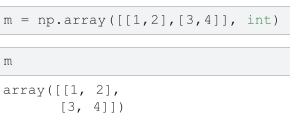 m = np.array([[1,2],[3,4]], int)
m
array([[1, 2],
       [3, 4]])